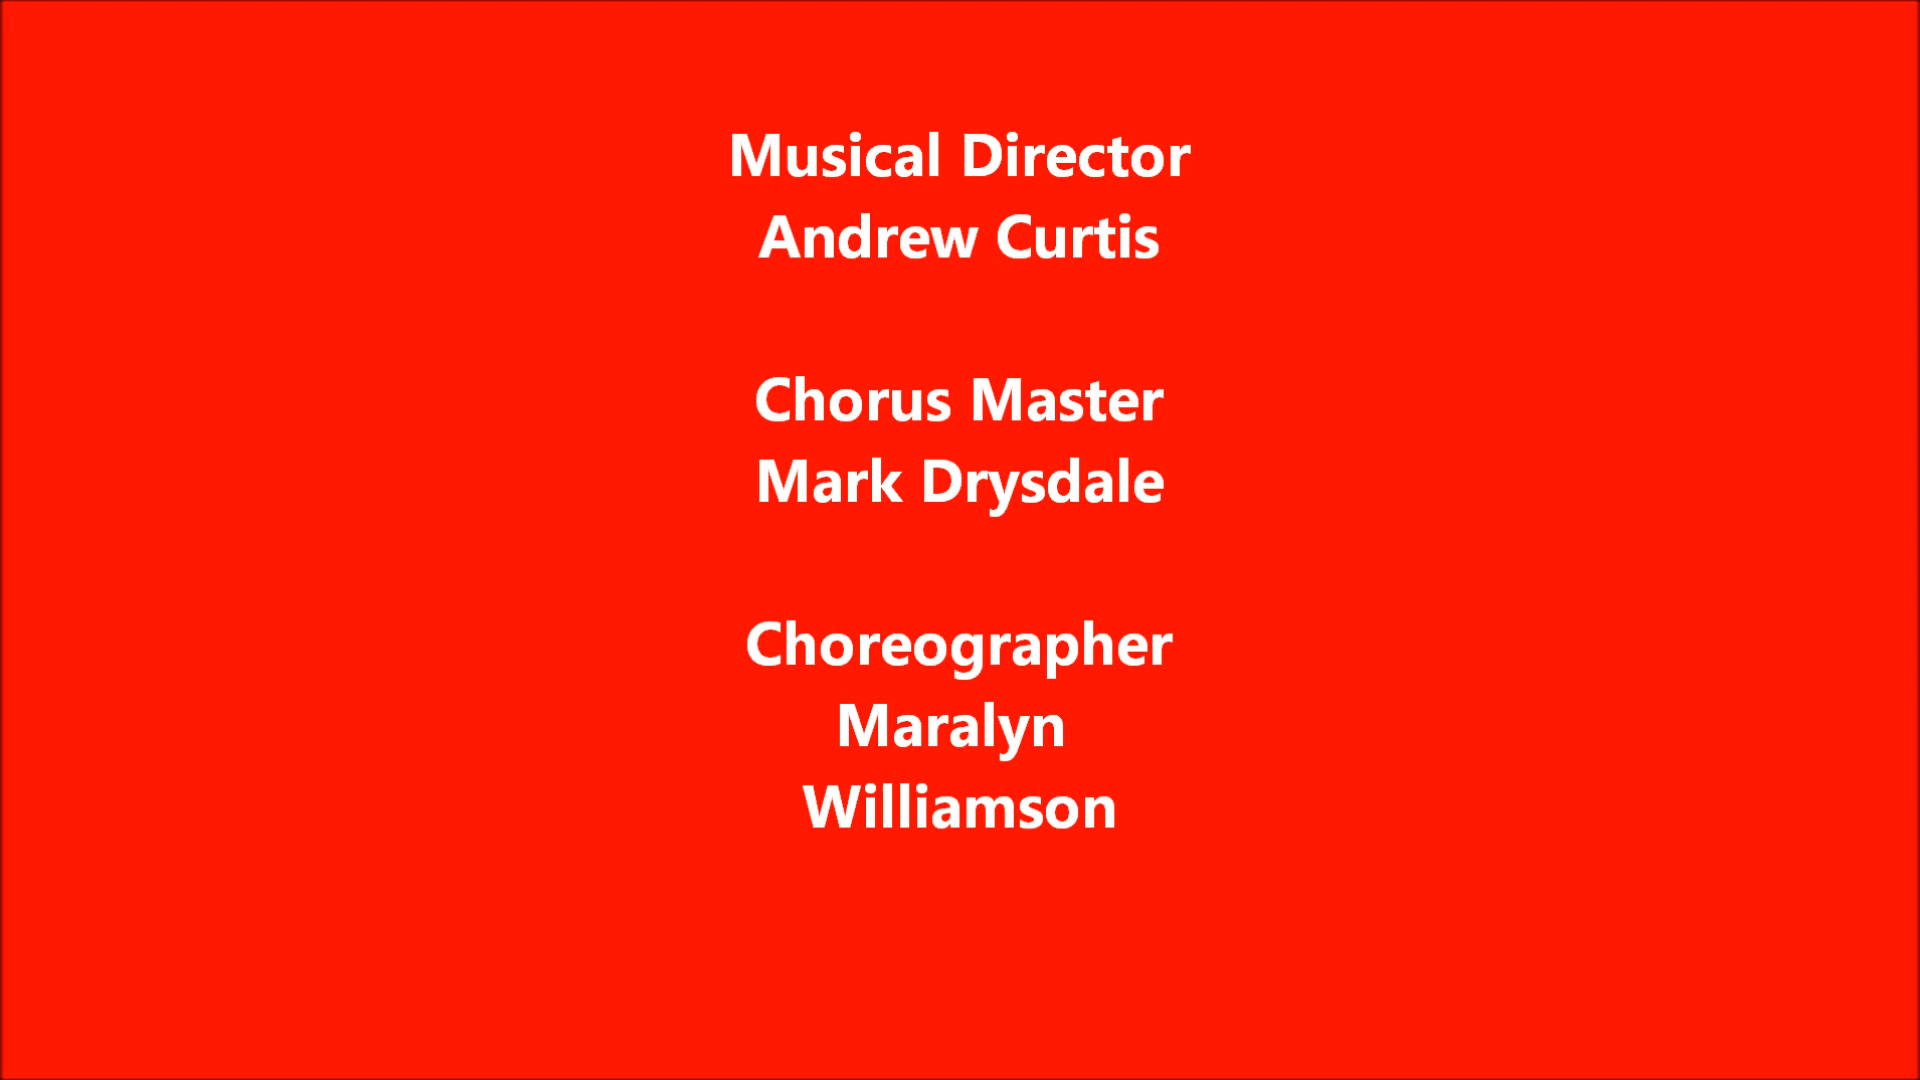 Musical Director
Andrew Curtis
Chorus Master
Mark Drysdale
Choreographer
Maralyn
Williamson